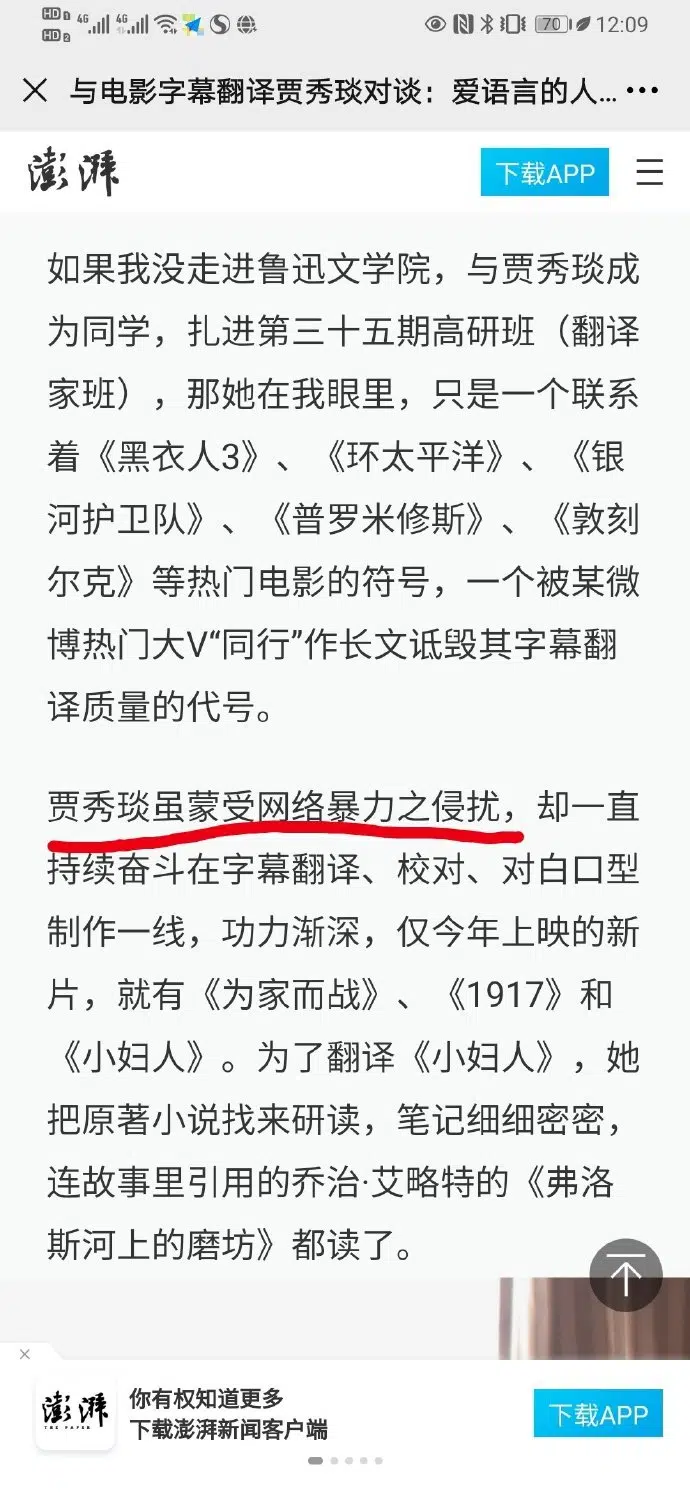 HD 1 4G 4G 70 12:09
HD 2
与电影字幕翻译贾秀琰对谈：爱语言的人...
澎湃 下载APP
如果我没走进鲁迅文学院，与贾秀琰成
为同学，扎进第三十五期高研班（翻译
家班），那她在我眼里，只是一个联系
着《黑衣人3》、《环太平洋》、《银
河护卫队》、《普罗米修斯》、《敦刻
尔克》等热门电影的符号，一个被某微
博热门大V“同行”作长文诋毁其字幕翻
译质量的代号。
贾秀琰虽蒙受网络暴力之侵扰，却一直
持续奋斗在字幕翻译、校对、对白口型
制作一线，功力渐深，仅今年上映的新
片，就有《为家而战》、《1917》和
《小妇人》。为了翻译《小妇人》，她
把原著小说找来研读，笔记细细密密，
连故事里引用的乔治·艾略特的《弗洛
斯河上的磨坊》都读了。
澎湃
THE PAPER
你有权知道更多
下载澎湃新闻客户端
下载APP